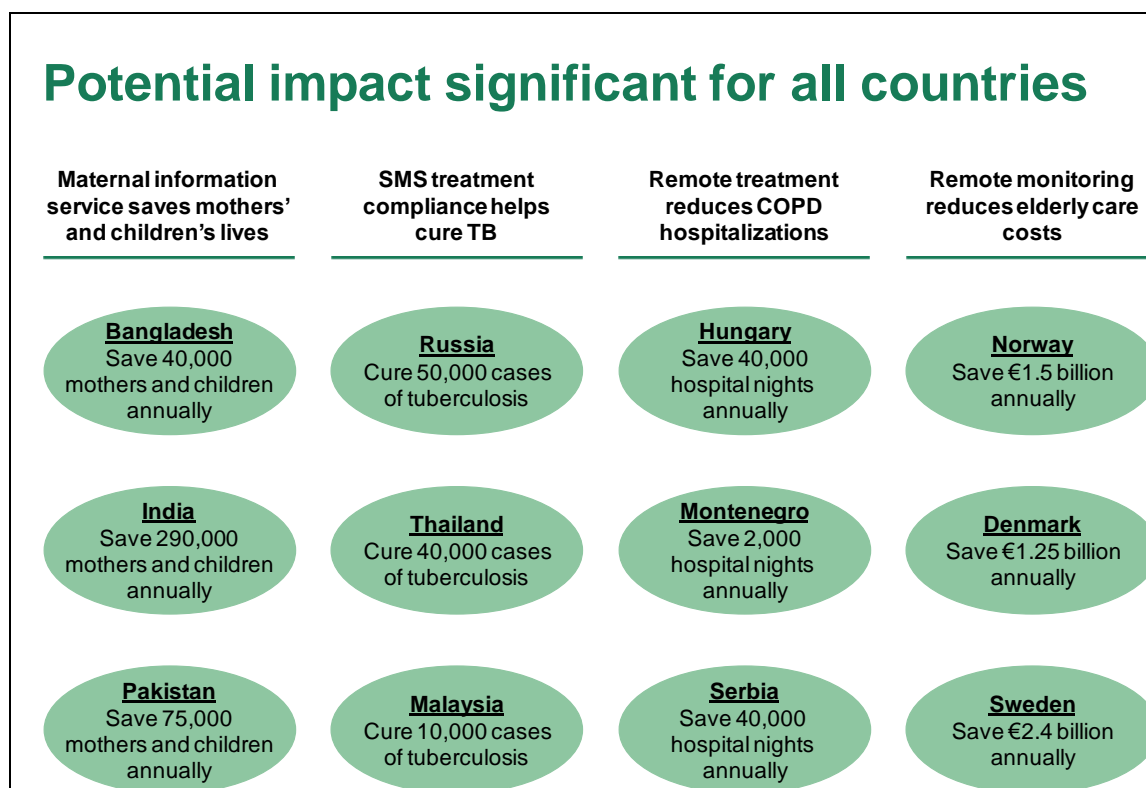 Potential impact significant for all countries
Maternal information
service saves mothers'
and children's lives
SMS treatment
compliance helps
cure TB
Remote treatment
reduces COPD
hospitalizations
Remote monitoring
reduces elderly care
costs
Bangladesh
Save 40,000
mothers and children
annually
Russia
Cure 50,000 cases
of tuberculosis
Hungary
Save 40,000
hospital nights
annually
Norway
Save €1.5 billion
annually
India
Save 290,000
mothers and children
annually
Thailand
Cure 40,000 cases
of tuberculosis
Montenegro
Save 2,000
hospital nights
annually
Denmark
Save €1.25 billion
annually
Pakistan
Save 75,000
mothers and children
annually
Malaysia
Cure 10,000 cases
of tuberculosis
Serbia
Save 40,000
hospital nights
annually
Sweden
Save €2.4 billion
annually